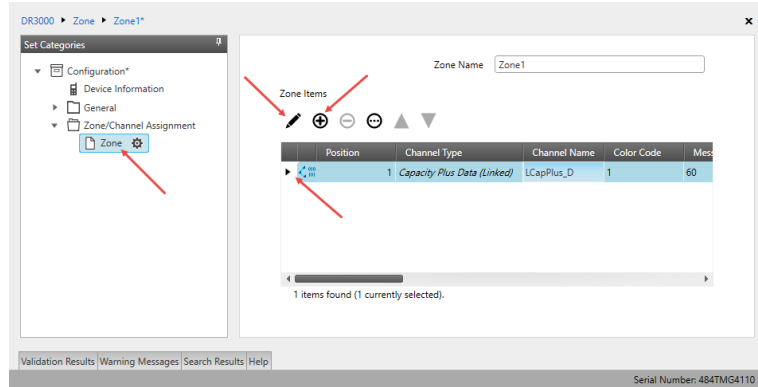 DR3000 Zone Zone1*
Set Categories
Configuration*
Device Information
General
Zone/Channel Assignment
Zone
Zone Name Zone1
Zone Items
Position Channel Type Channel Name Color Code Mess
1 Capacity Plus Data (Linked) LCapPlus_D 1 60
1 items found (1 currently selected).
Validation Results Warning Messages Search Results Help
Serial Number: 484TMG4110